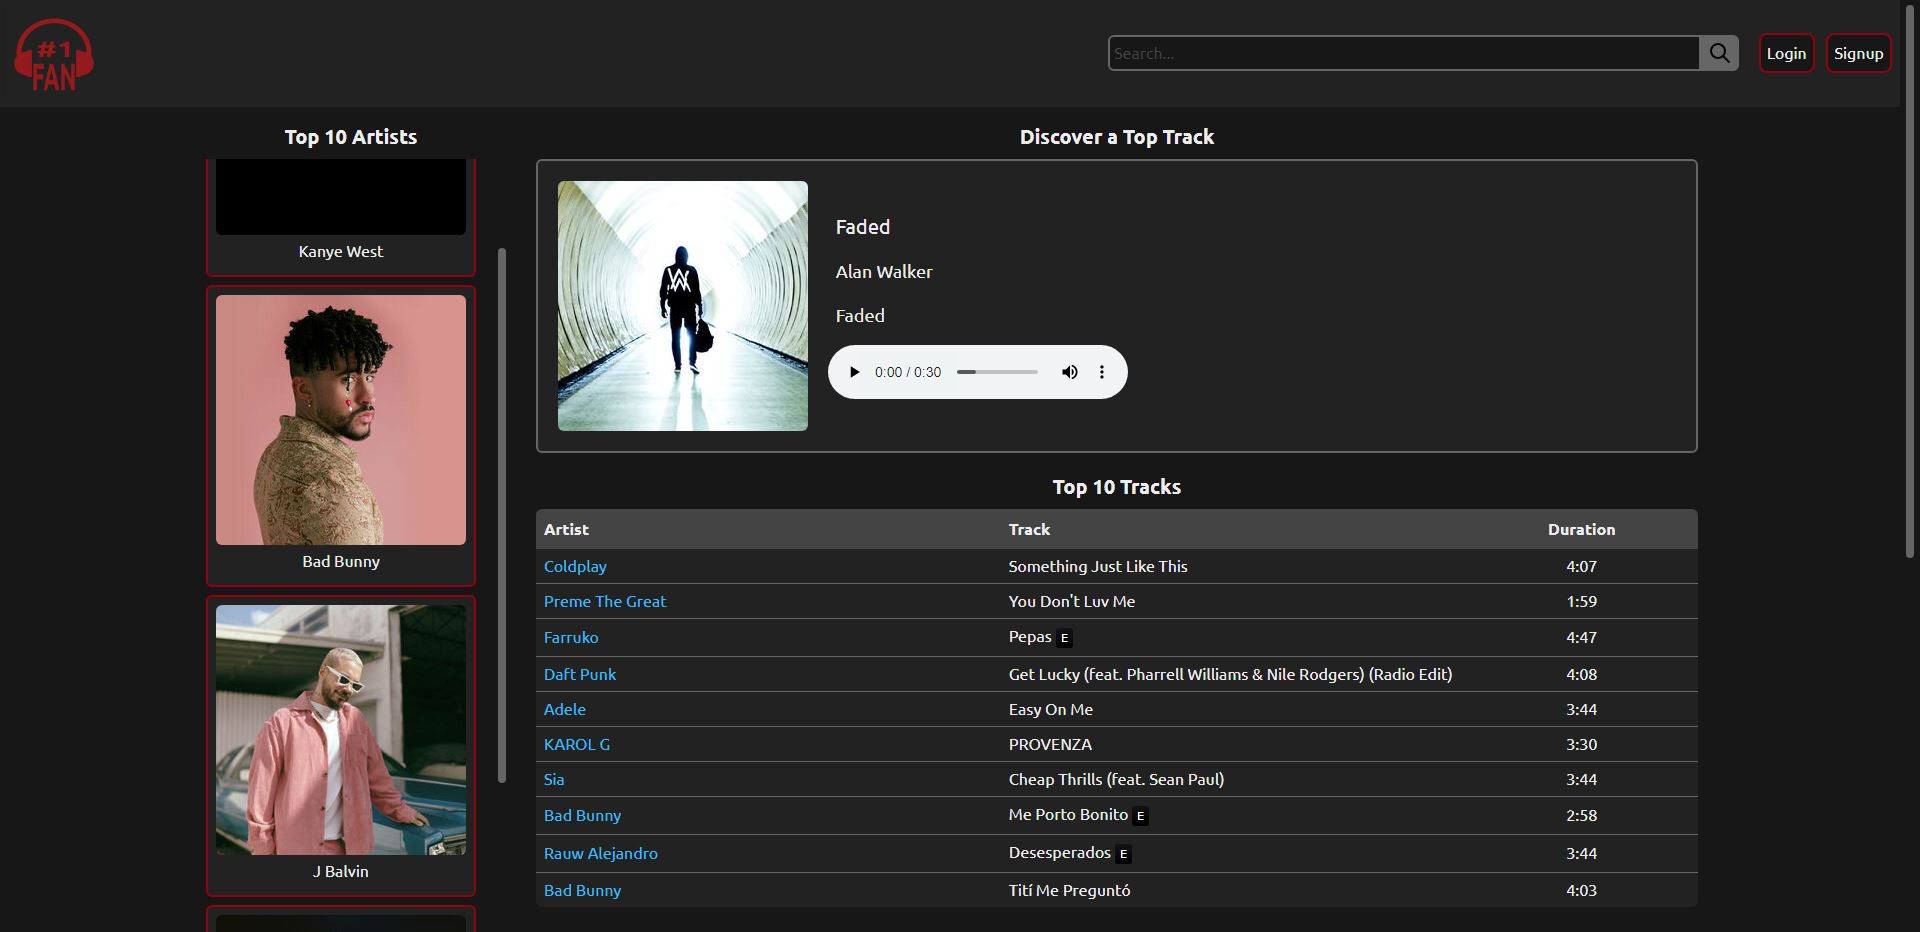 #1
FAN
Search...
Login
Signup
Top 10 Artists
Kanye West
Bad Bunny
J Balvin
Discover a Top Track
Faded
Alan Walker
Faded
0:00 / 0:30
Top 10 Tracks
Artist Track Duration
Coldplay Something Just Like This 4:07
Preme The Great You Don't Luv Me 1:59
Farruko Pepas E 4:47
Daft Punk Get Lucky (feat. Pharrell Williams & Nile Rodgers) (Radio Edit) 4:08
Adele Easy On Me 3:44
KAROL G PROVENZA 3:30
Sia Cheap Thrills (feat. Sean Paul) 3:44
Bad Bunny Me Porto Bonito E 2:58
Rauw Alejandro Desesperados E 3:44
Bad Bunny Tití Me Preguntó 4:03